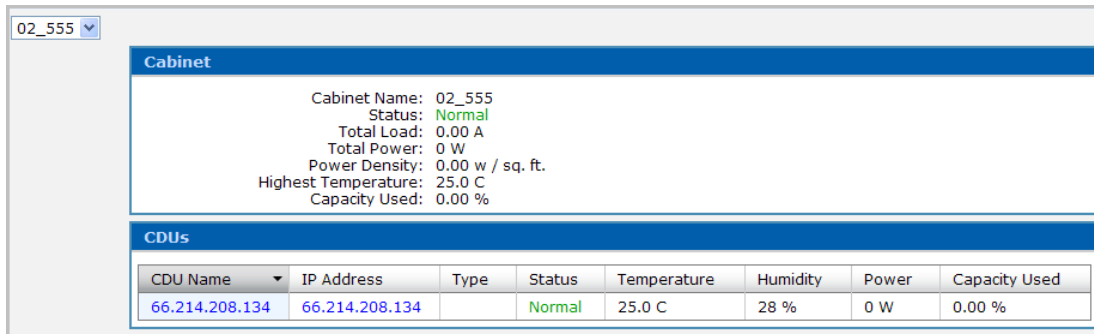 02_555
Cabinet
Cabinet Name: 02_555
Status: Normal
Total Load: 0.00 A
Total Power: 0 W
Power Density: 0.00 w / sq. ft.
Highest Temperature: 25.0 C
Capacity Used: 0.00 %
CDUs
CDU Name IP Address Type Status Temperature Humidity Power Capacity Used
66.214.208.134 66.214.208.134 Normal 25.0 C 28 % 0 W 0.00 %